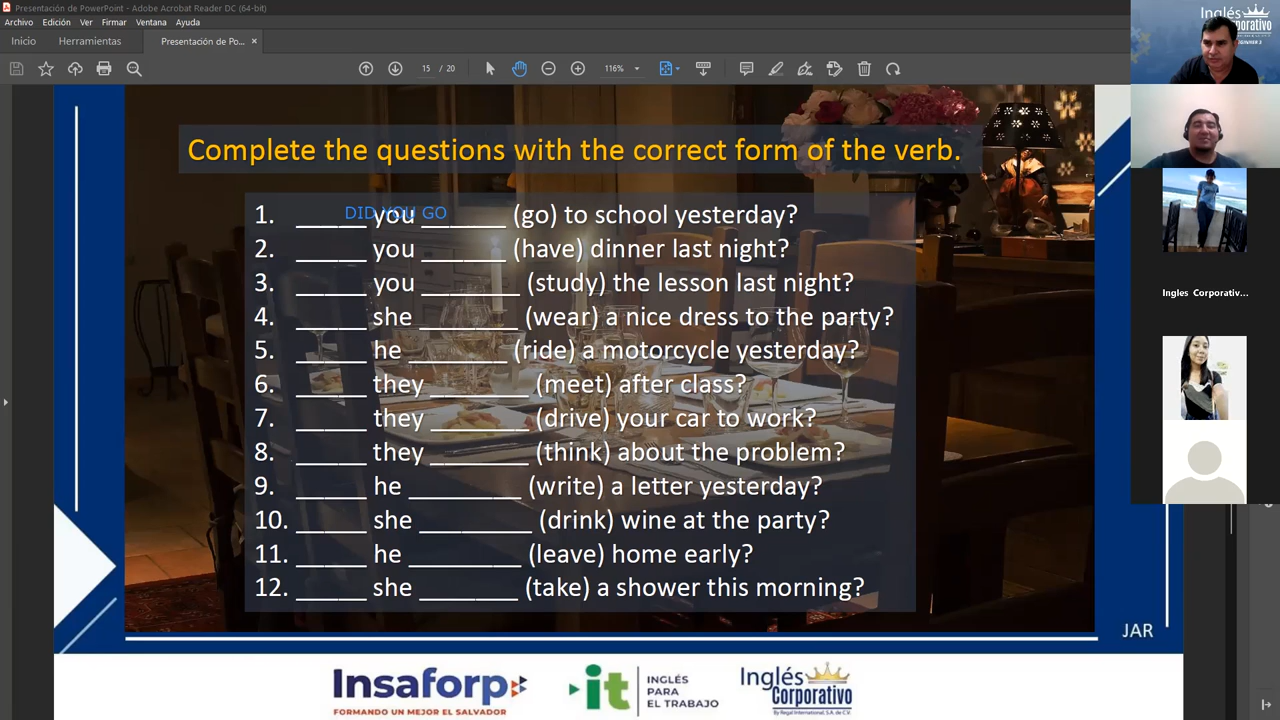 Presentación de PowerPoint - Adobe Acrobat Reader DC (64-bit)
Archivo Edición Ver Firmar Ventana Ayuda
Inicio Herramientas Presentación de Po... ×
15 / 20 116%
Complete the questions with the correct form of the verb.
DID YOU GO
1. _____ you ______ (go) to school yesterday?
2. _____ you ______ (have) dinner last night?
3. _____ you _______ (study) the lesson last night?
4. _____ she _______ (wear) a nice dress to the party?
5. _____ he _______ (ride) a motorcycle yesterday?
6. _____ they _______ (meet) after class?
7. _____ they _______ (drive) your car to work?
8. _____ they _______ (think) about the problem?
9. _____ he ________ (write) a letter yesterday?
10. _____ she ________ (drink) wine at the party?
11. _____ he ________ (leave) home early?
12. _____ she _______ (take) a shower this morning?
JAR
Insaforp
FORMANDO UN MEJOR EL SALVADOR
it
INGLÉS
PARA
EL TRABAJO
Inglés
Corporativo
By Regal International, S.A. de C.V.
Inglés
Corporativo
Ingles Corporativ...